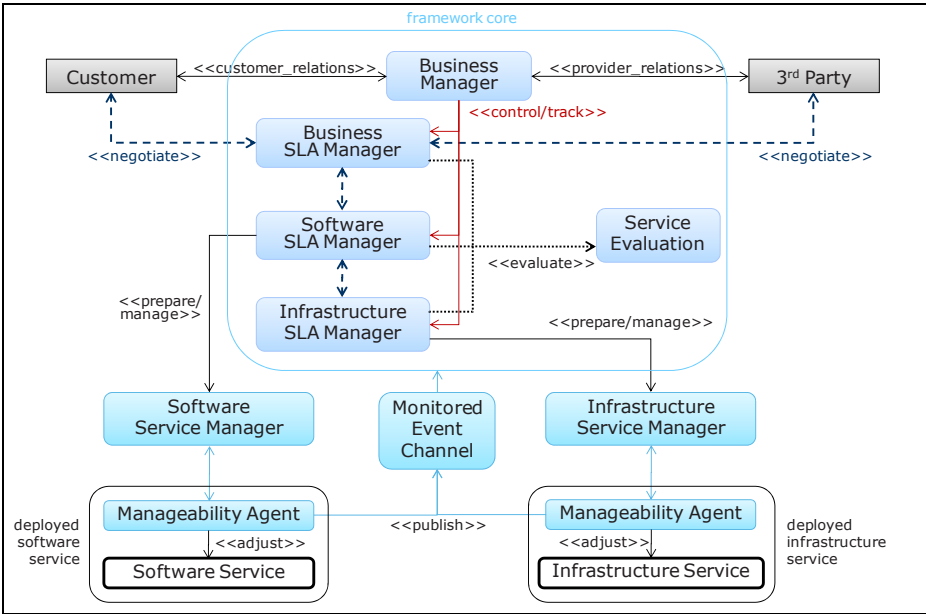 framework core
Customer
<<customer_relations>>
Business
Manager
<<provider_relations>>
3rd Party
<<control/track>>
Business
SLA Manager
<<negotiate>>
<<negotiate>>
Software
SLA Manager
Service
Evaluation
<<evaluate>>
<<prepare/
manage>>
Infrastructure
SLA Manager
<<prepare/manage>>
Software
Service Manager
Monitored
Event
Channel
Infrastructure
Service Manager
deployed
software
service
Manageability Agent
<<publish>>
Manageability Agent
deployed
infrastructure
service
<<adjust>>
<<adjust>>
Software Service
Infrastructure Service